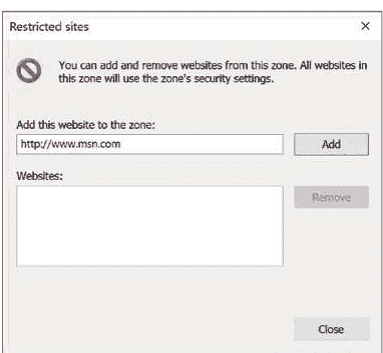 Restricted sites
You can add and remove websites from this zone. All websites in
this zone will use the zone's security settings.
Add this website to the zone:
http://www.msn.com
Add
Websites:
Remove
Close